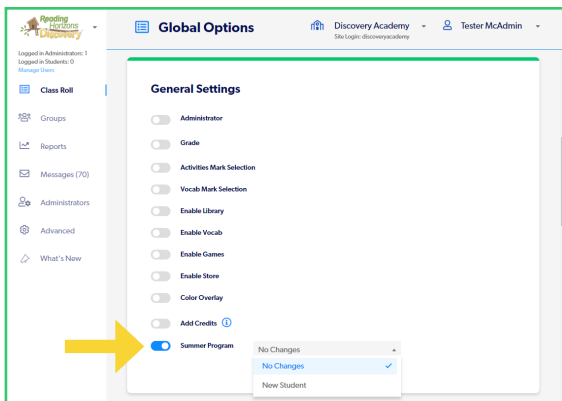 Reading
Horizons
Discovery
Global Options
Discovery Academy
Site Login: discoveryacademy
Tester McAdmin
Logged in Administrators: 1
Logged in Students: 0
Manage Users
Class Roll
Groups
Reports
Messages (70)
Administrators
Advanced
What's New
General Settings
Administrator
Grade
Activities Mark Selection
Vocab Mark Selection
Enable Library
Enable Vocab
Enable Games
Enable Store
Color Overlay
Add Credits
Summer Program
No Changes
No Changes
New Student